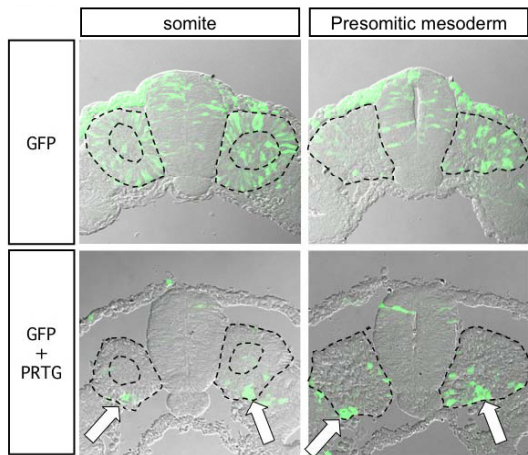 somite
Presomitic mesoderm
GFP
GFP
+
PRTG